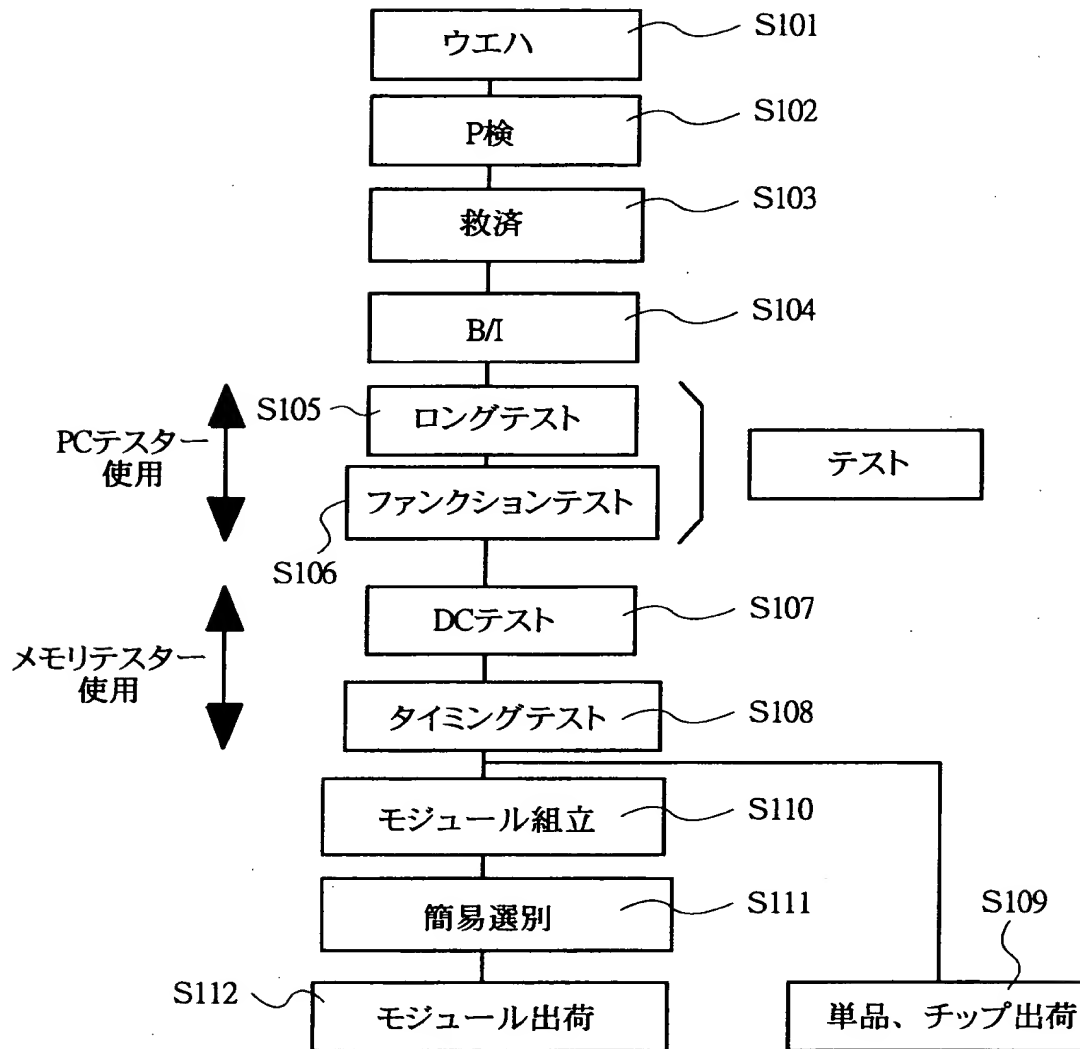 ウエハ
S101
P検
S102
救済
S103
B/I
S104
S105
ロングテスト
PCテスター
使用
テスト
ファンクションテスト
S106
DCテスト
S107
メモリテスター
使用
タイミングテスト
S108
モジュール組立
S110
簡易選別
S111
S109
S112
モジュール出荷
単品、チップ出荷